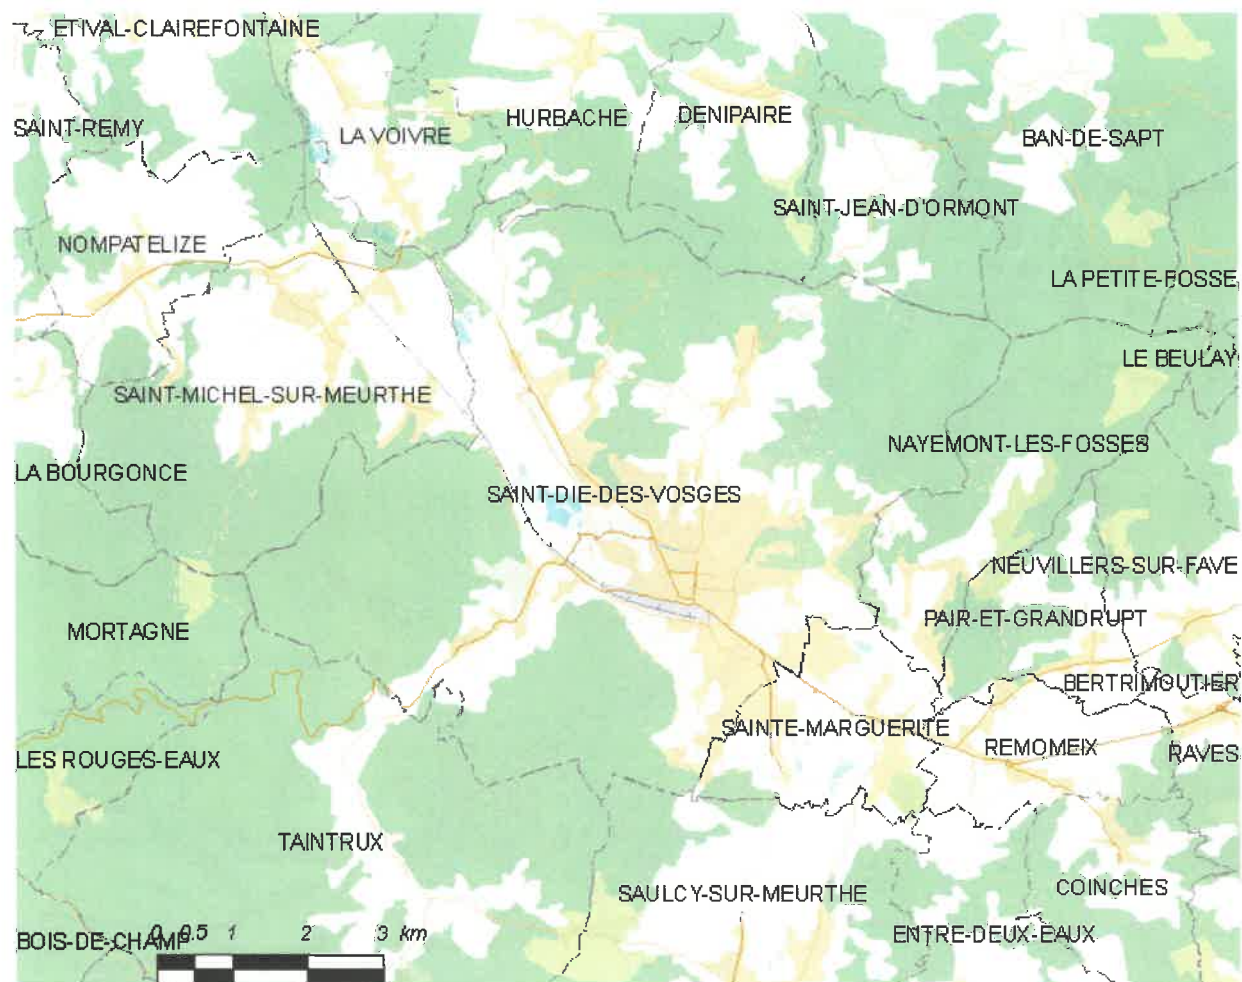 ETIVAL-CLAIREFONTAINE
SAINT-REMY
LA VOIVRE
HURBACHE
DENIPAIRE
BAN-DE-SAPT
SAINT-JEAN-D'ORMONT
NOMPATELIZE
LA PETITE-FOSSE
LE BEULAY
SAINT-MICHEL-SUR-MEURTHE
NAYEMONT-LES-FOSSES
LA BOURGONCE
SAINT-DIE-DES-VOSGES
NEUVILLERS-SUR-FAVE
PAIR-ET-GRANDRUPT
MORTAGNE
BERTRIMOUTIER
SAINTE-MARGUERITE
REMOMEIX
RAVES
LES ROUGES-EAUX
TAINTRUX
SAULCY-SUR-MEURTHE
COINCHES
ENTRE-DEUX-EAUX
BOIS-DE-CHAMP
0 0.5 1 2 3 km